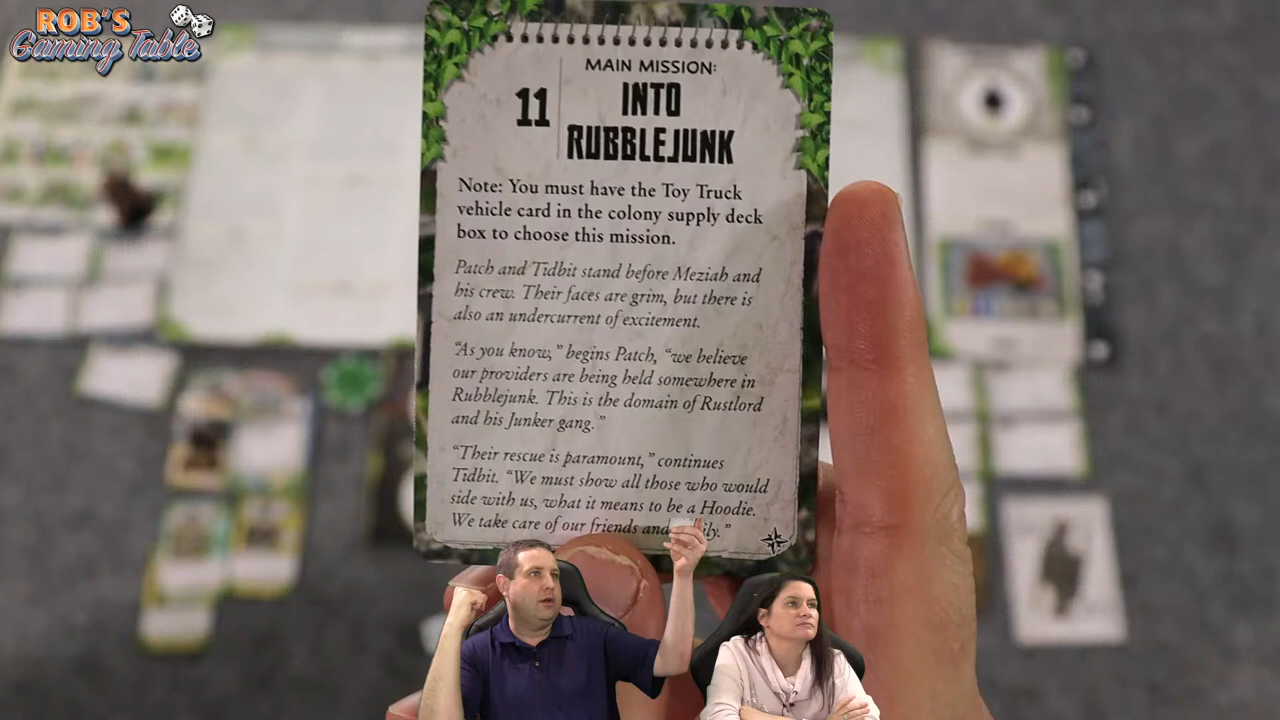 ROB'S
Gaming Table
MAIN MISSION:
11 INTO
RUBBLEJUNK
Note: You must have the Toy Truck
vehicle card in the colony supply deck
box to choose this mission.
Patch and Tidbit stand before Meziah and
his crew. Their faces are grim, but there is
also an undercurrent of excitement.
“As you know,” begins Patch, “we believe
our providers are being held somewhere in
Rubblejunk. This is the domain of Rustlord
and his Junker gang.”
“Their rescue is paramount,” continues
Tidbit. “We must show all those who would
side with us, what it means to be a Hoodie.
We take care of our friends and